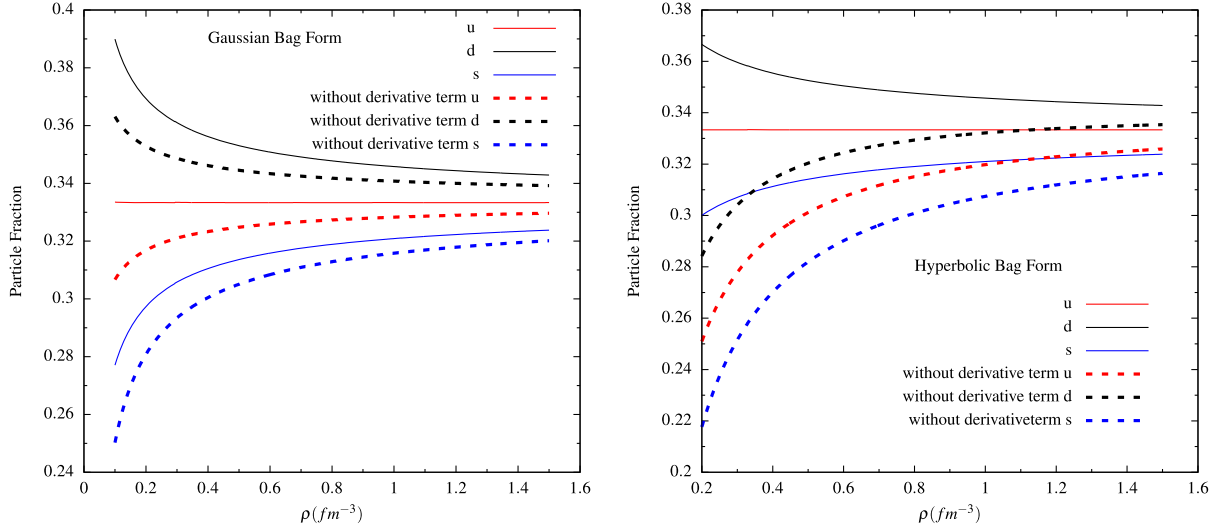 0.4
0.38
0.36
0.34
0.32
0.3
0.28
0.26
0.24
0 0.2 0.4 0.6 0.8 1 1.2 1.4 1.6
Particle Fraction
ρ(fm⁻³)
Gaussian Bag Form
u
d
s
without derivative term u
without derivative term d
without derivative term s
0.38
0.36
0.34
0.32
0.3
0.28
0.26
0.24
0.22
0.2
0.2 0.4 0.6 0.8 1 1.2 1.4 1.6
Particle Fraction
ρ(fm⁻³)
Hyperbolic Bag Form
u
d
s
without derivative term u
without derivative term d
without derivativeterm s